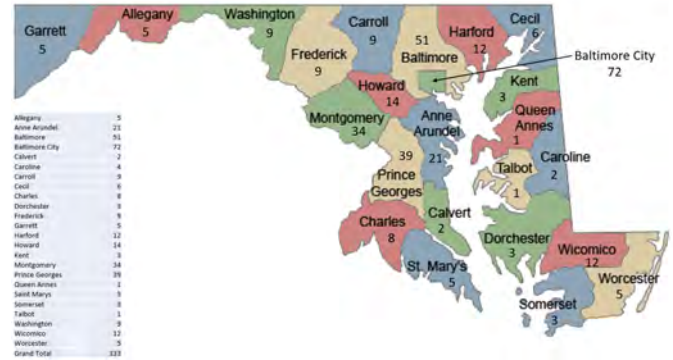 Garrett
5
Allegany
5
Washington
9
Frederick
9
Carroll
9
51
Baltimore
Harford
12
Cecil
6
Baltimore City
72
Howard
14
Kent
3
Montgomery
34
Anne
Arundel
21
Queen
Annes
1
39
Prince
Georges
Talbot
1
Caroline
2
Charles
8
Calvert
2
St. Mary's
5
Dorchester
3
Wicomico
12
Worcester
5
Somerset
3
Allegany 5
Anne Arundel 21
Baltimore 51
Baltimore City 72
Calvert 2
Caroline 4
Carroll 9
Cecil 6
Charles 8
Dorchester 3
Frederick 9
Garrett 5
Harford 12
Howard 14
Kent 3
Montgomery 34
Prince Georges 39
Queen Annes 1
Saint Marys 5
Somerset 3
Talbot 1
Washington 9
Wicomico 12
Worcester 5
Grand Total 333